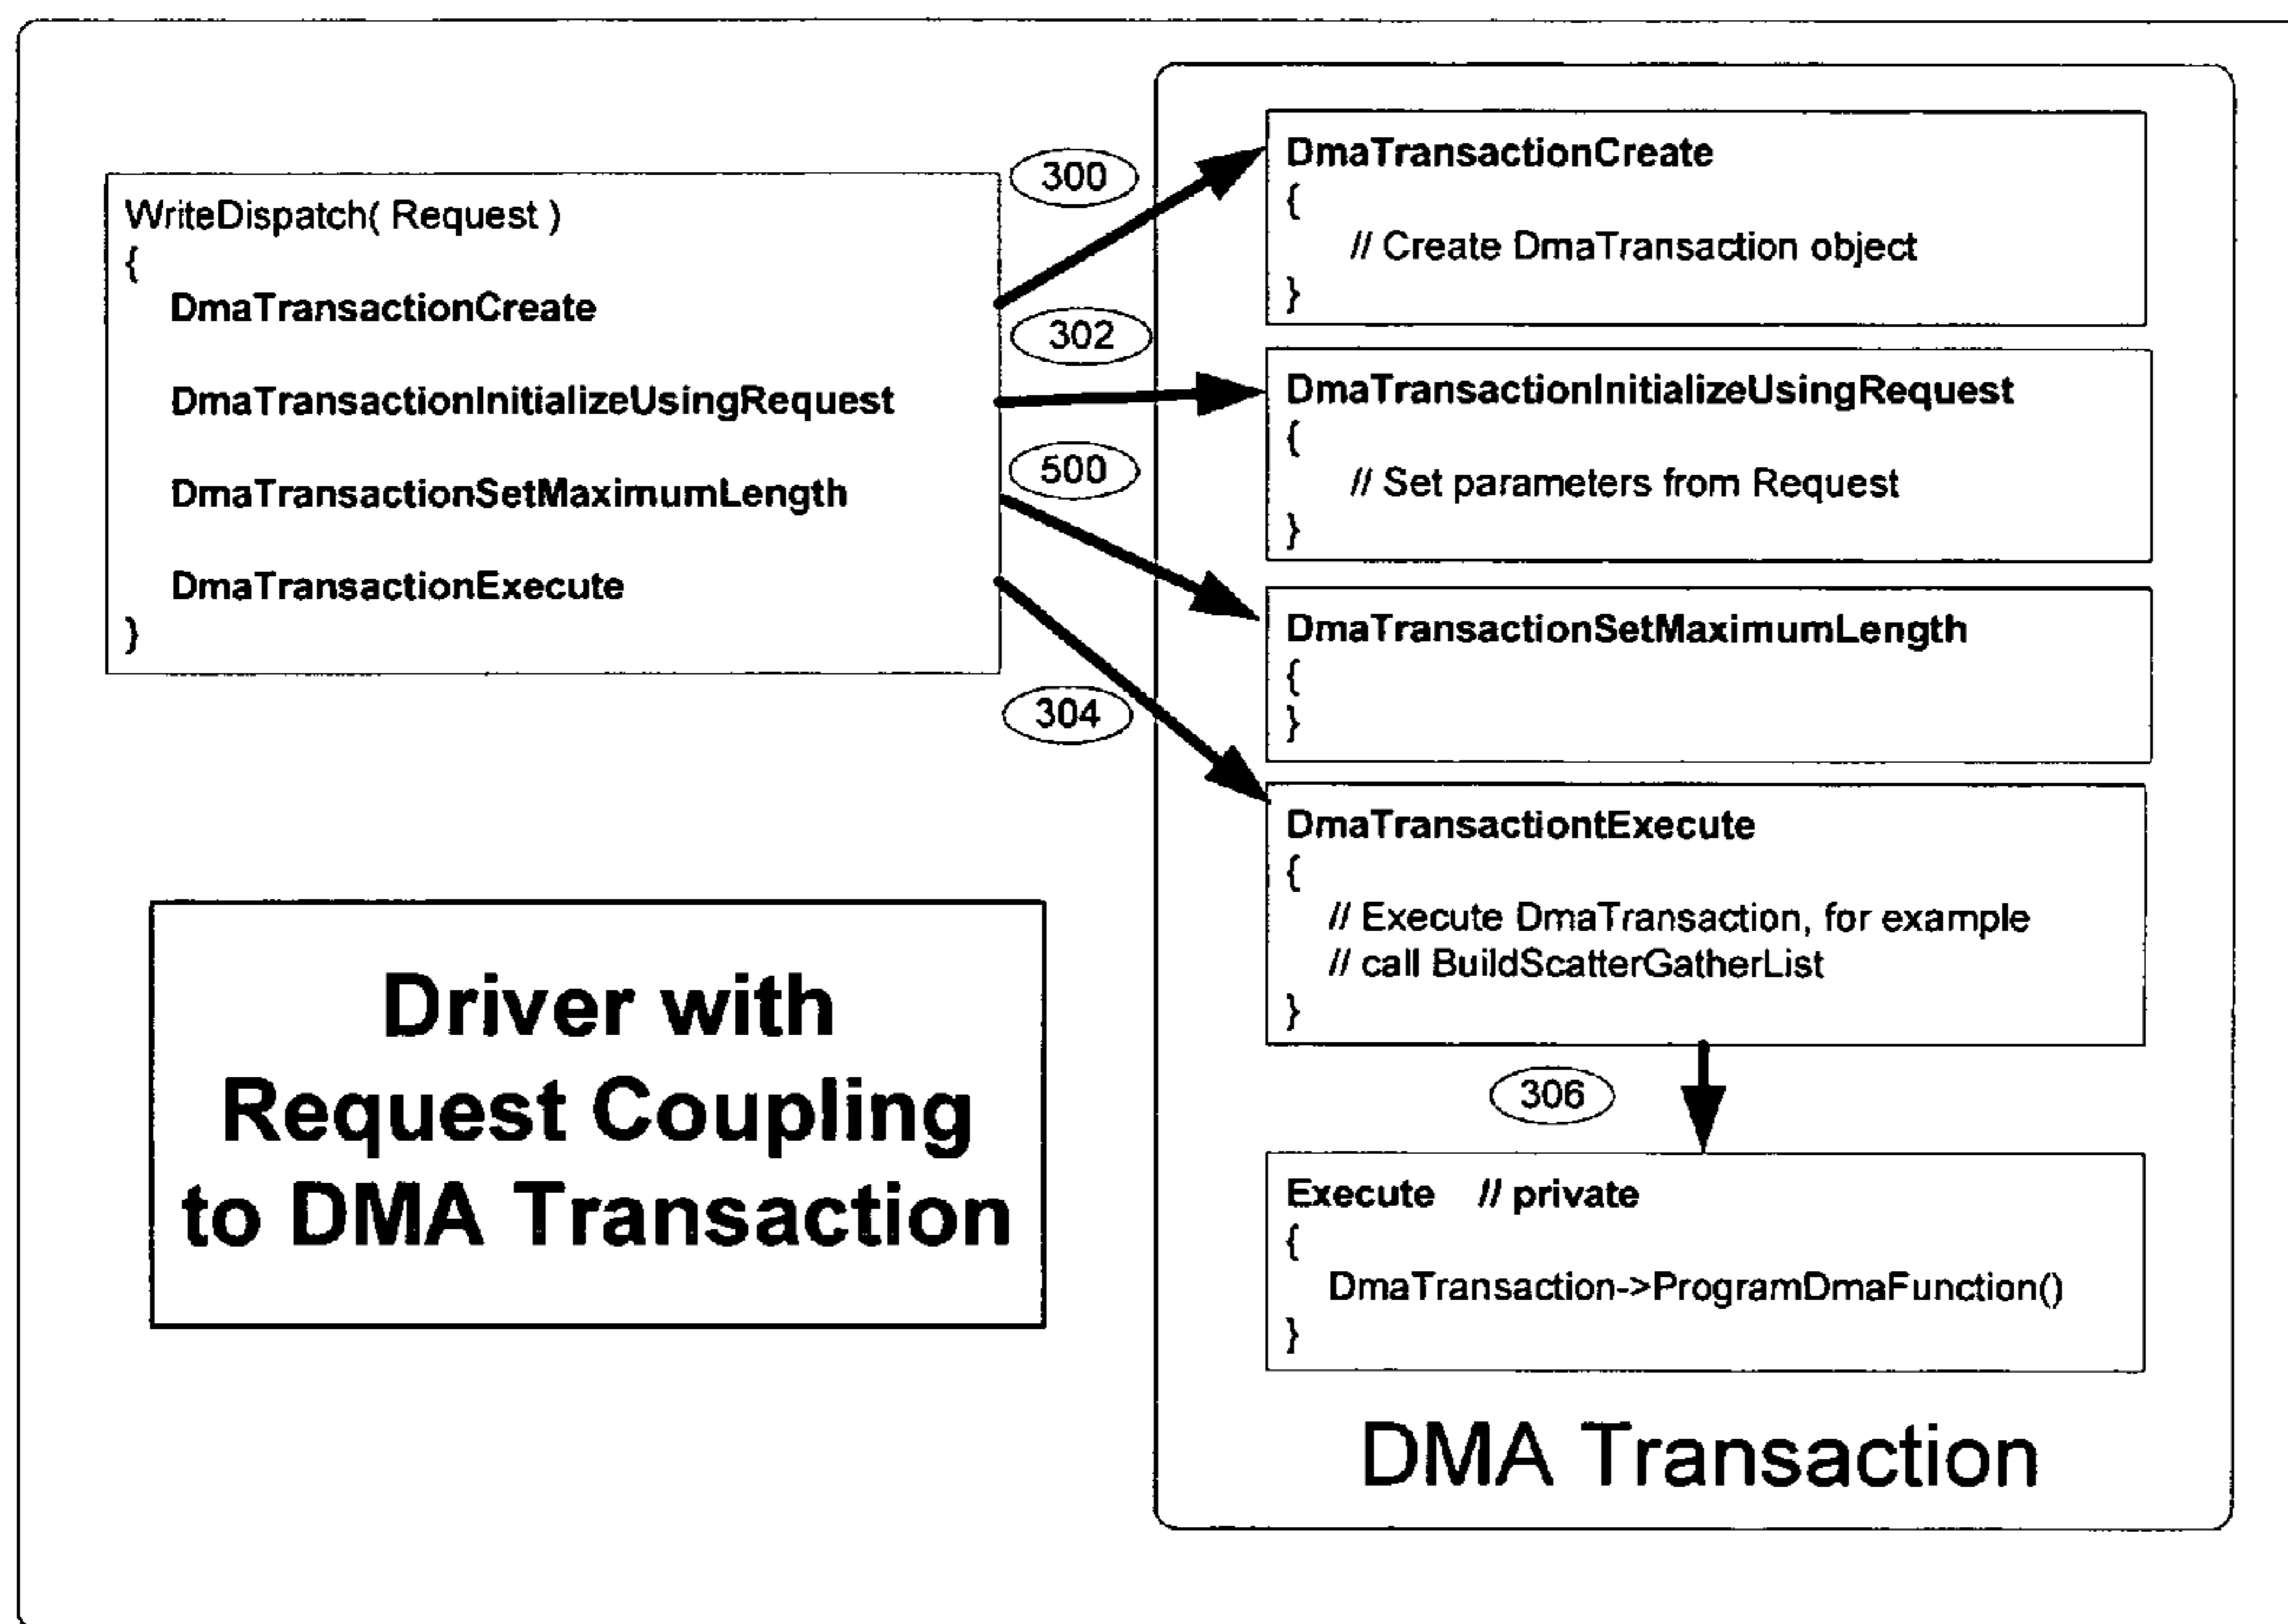 WriteDispatch( Request )
{
DmaTransactionCreate
DmaTransactionInitializeUsingRequest
DmaTransactionSetMaximumLength
DmaTransactionExecute
}
300
302
500
304
DmaTransactionCreate
{
// Create DmaTransaction object
}
DmaTransactionInitializeUsingRequest
{
// Set parameters from Request
}
DmaTransactionSetMaximumLength
{
}
DmaTransactiontExecute
{
// Execute DmaTransaction, for example
// call BuildScatterGatherList
}
306
Execute // private
{
DmaTransaction->ProgramDmaFunction()
}
DMA Transaction
Driver with
Request Coupling
to DMA Transaction